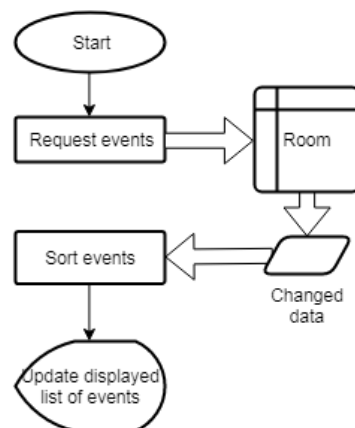 Start
Request events
Room
Sort events
Changed
data
Update displayed
list of events